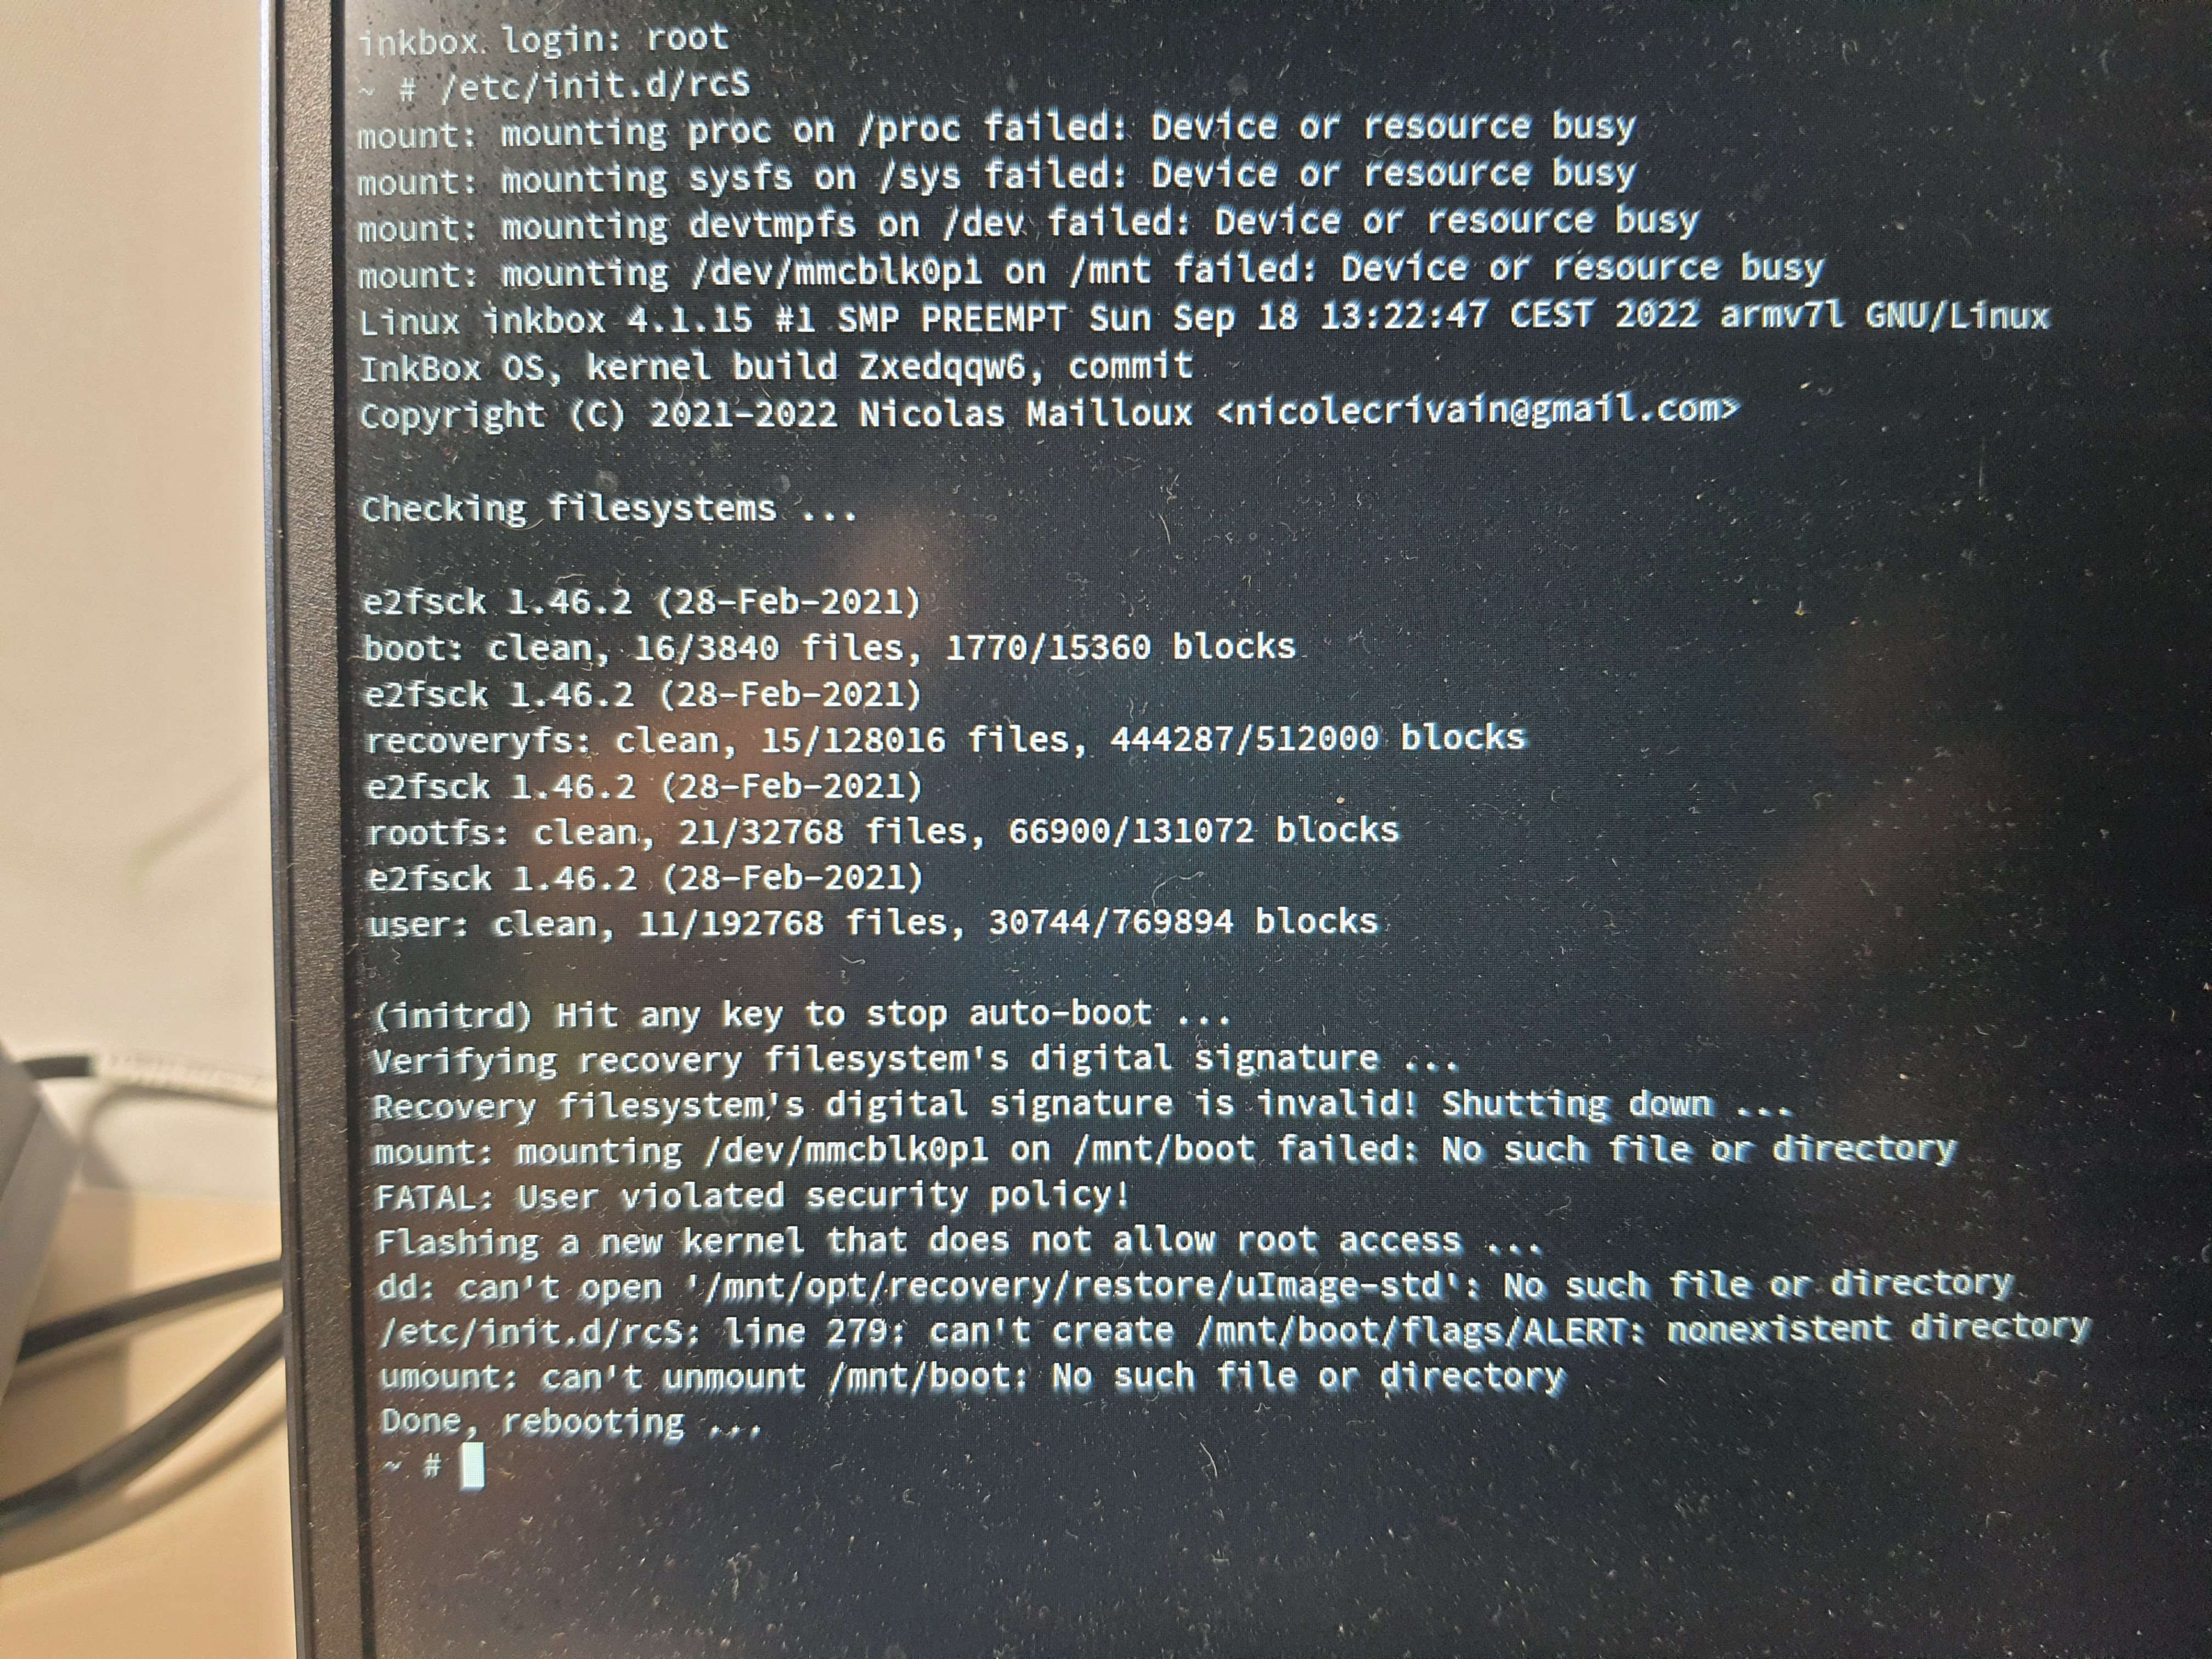 inkbox login: root
~ # /etc/init.d/rcS
mount: mounting proc on /proc failed: Device or resource busy
mount: mounting sysfs on /sys failed: Device or resource busy
mount: mounting devtmpfs on /dev failed: Device or resource busy
mount: mounting /dev/mmcblk0p1 on /mnt failed: Device or resource busy
Linux inkbox 4.1.15 #1 SMP PREEMPT Sun Sep 18 13:22:47 CEST 2022 armv7l GNU/Linux
InkBox OS, kernel build Zxedqqw6, commit
Copyright (C) 2021-2022 Nicolas Mailloux <nicolecrivain@gmail.com>
Checking filesystems ...
e2fsck 1.46.2 (28-Feb-2021)
boot: clean, 16/3840 files, 1770/15360 blocks
e2fsck 1.46.2 (28-Feb-2021)
recoveryfs: clean, 15/128016 files, 444287/512000 blocks
e2fsck 1.46.2 (28-Feb-2021)
rootfs: clean, 21/32768 files, 66900/131072 blocks
e2fsck 1.46.2 (28-Feb-2021)
user: clean, 11/192768 files, 30744/769894 blocks
(initrd) Hit any key to stop auto-boot ...
Verifying recovery filesystem's digital signature ...
Recovery filesystem's digital signature is invalid! Shutting down ...
mount: mounting /dev/mmcblk0p1 on /mnt/boot failed: No such file or directory
FATAL: User violated security policy!
Flashing a new kernel that does not allow root access ...
dd: can't open '/mnt/opt/recovery/restore/uImage-std': No such file or directory
/etc/init.d/rcS: line 279: can't create /mnt/boot/flags/ALERT: nonexistent directory
umount: can't unmount /mnt/boot: No such file or directory
Done, rebooting ...
~ #